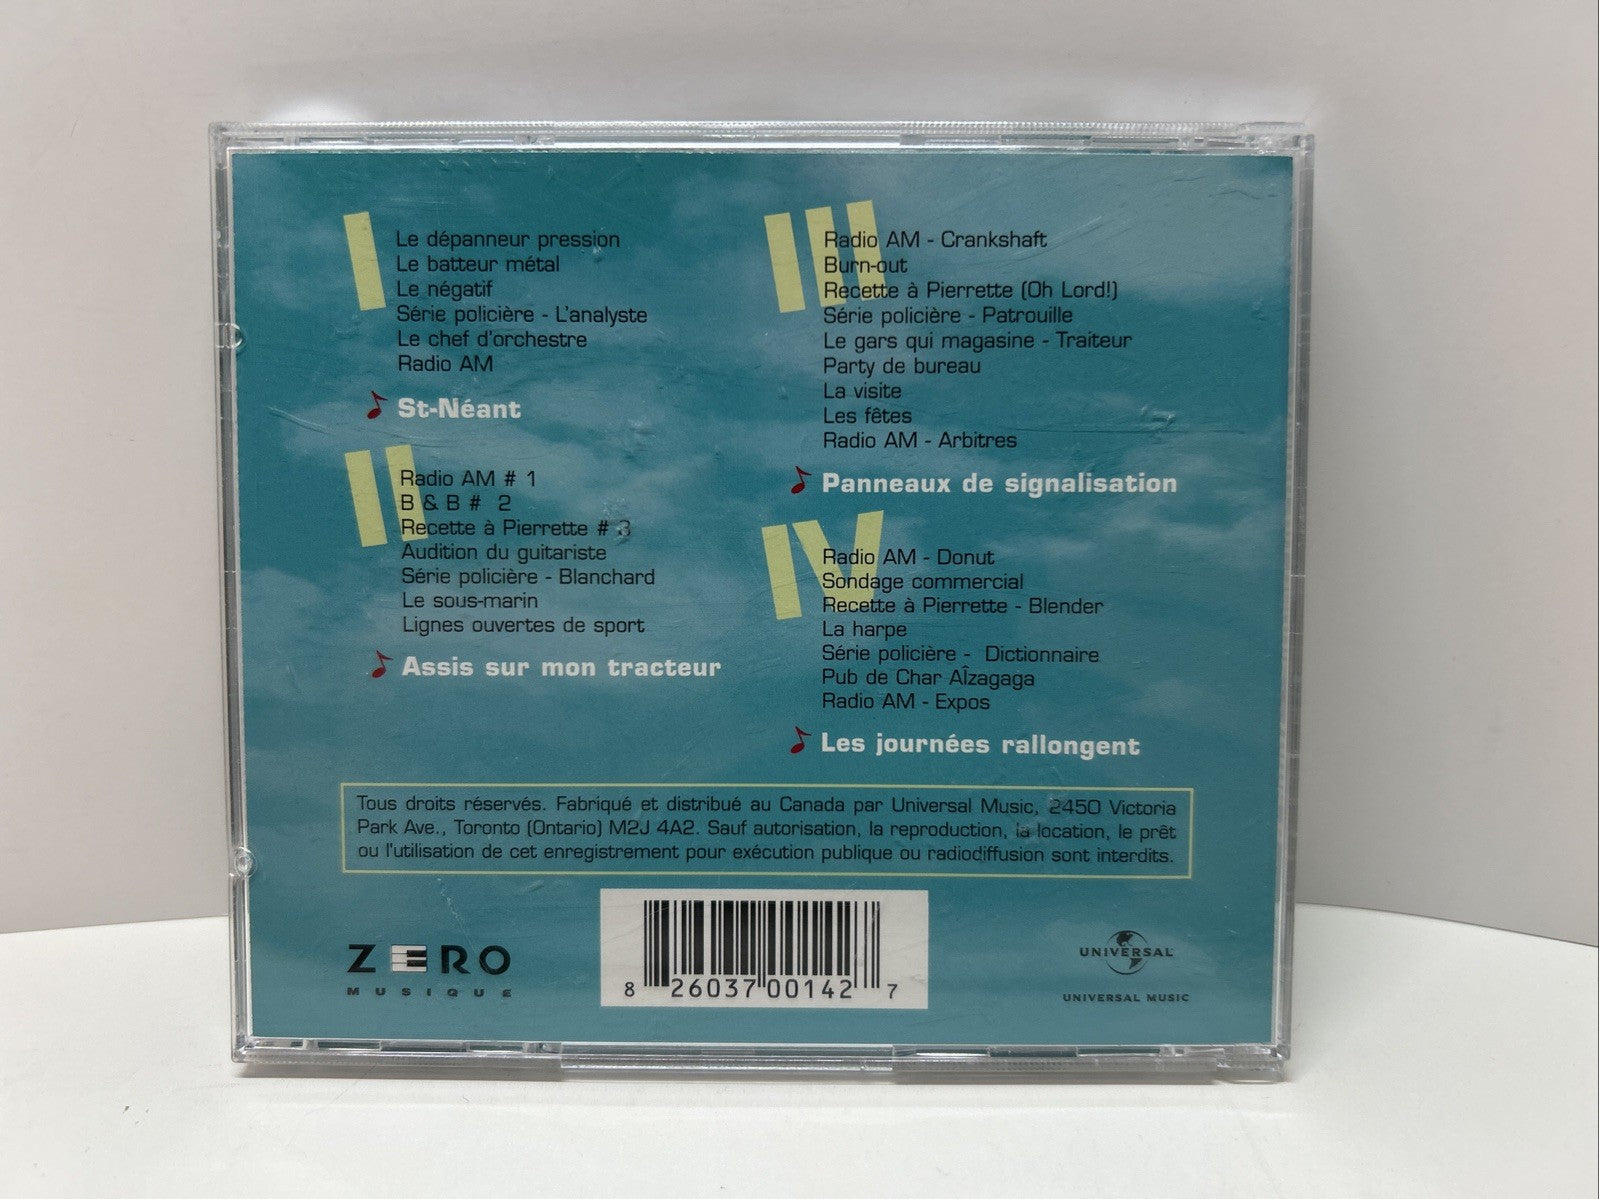 I
Le dépanneur pression
Le batteur métal
Le négatif
Série policière - L'analyste
Le chef d'orchestre
Radio AM
St-Néant
II
Radio AM # 1
B & B # 2
Recette à Pierrette # 3
Audition du guitariste
Série policière - Blanchard
Le sous-marin
Lignes ouvertes de sport
Assis sur mon tracteur
III
Radio AM - Crankshaft
Burn-out
Recette à Pierrette (Oh Lord!)
Série policière - Patrouille
Le gars qui magasine - Traiteur
Party de bureau
La visite
Les fêtes
Radio AM - Arbitres
Panneaux de signalisation
IV
Radio AM - Donut
Sondage commercial
Recette à Pierrette - Blender
La harpe
Série policière - Dictionnaire
Pub de Char AÎzagaga
Radio AM - Expos
Les journées rallongent
Tous droits réservés. Fabriqué et distribué au Canada par Universal Music, 2450 Victoria
Park Ave., Toronto (Ontario) M2J 4A2. Sauf autorisation, la reproduction, la location, le prêt
ou l'utilisation de cet enregistrement pour exécution publique ou radiodiffusion sont interdits.
ZERO
MUSIQUE
8 26037 00142 7
UNIVERSAL
UNIVERSAL MUSIC